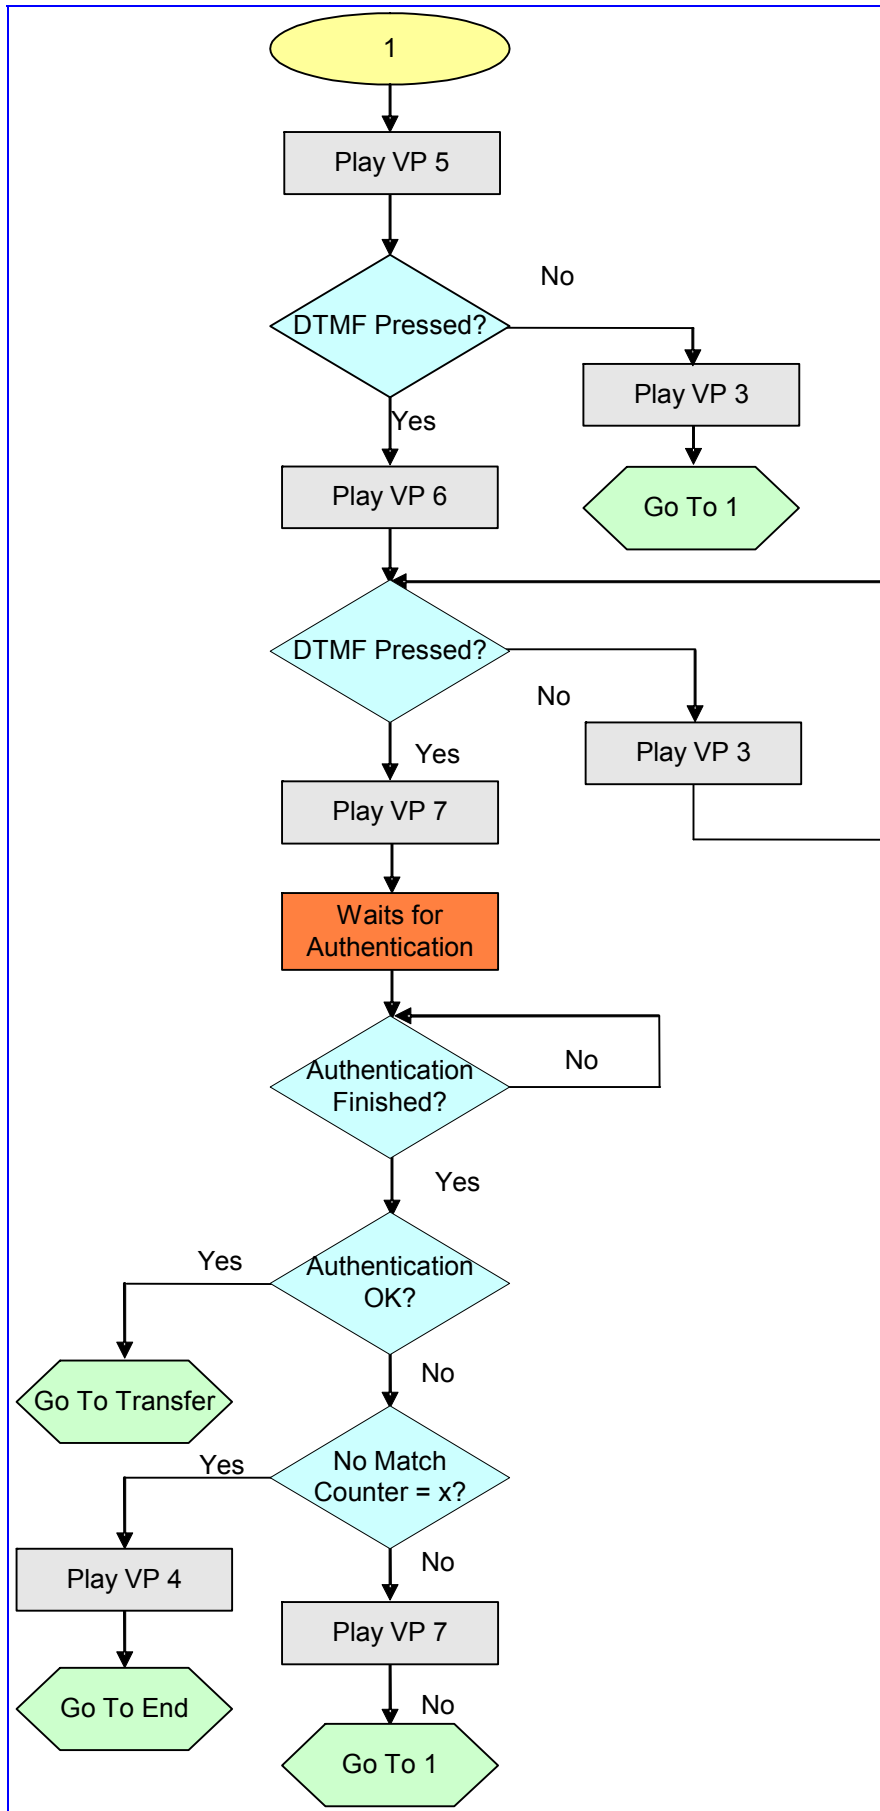 1
Play VP 5
No
DTMF Pressed?
Play VP 3
Yes
Play VP 6
Go To 1
DTMF Pressed?
No
Yes
Play VP 3
Play VP 7
Waits for
Authentication
Authentication
Finished?
No
Yes
Yes
Authentication
OK?
No
Go To Transfer
Yes
No Match
Counter = x?
No
Play VP 4
Play VP 7
No
Go To End
Go To 1